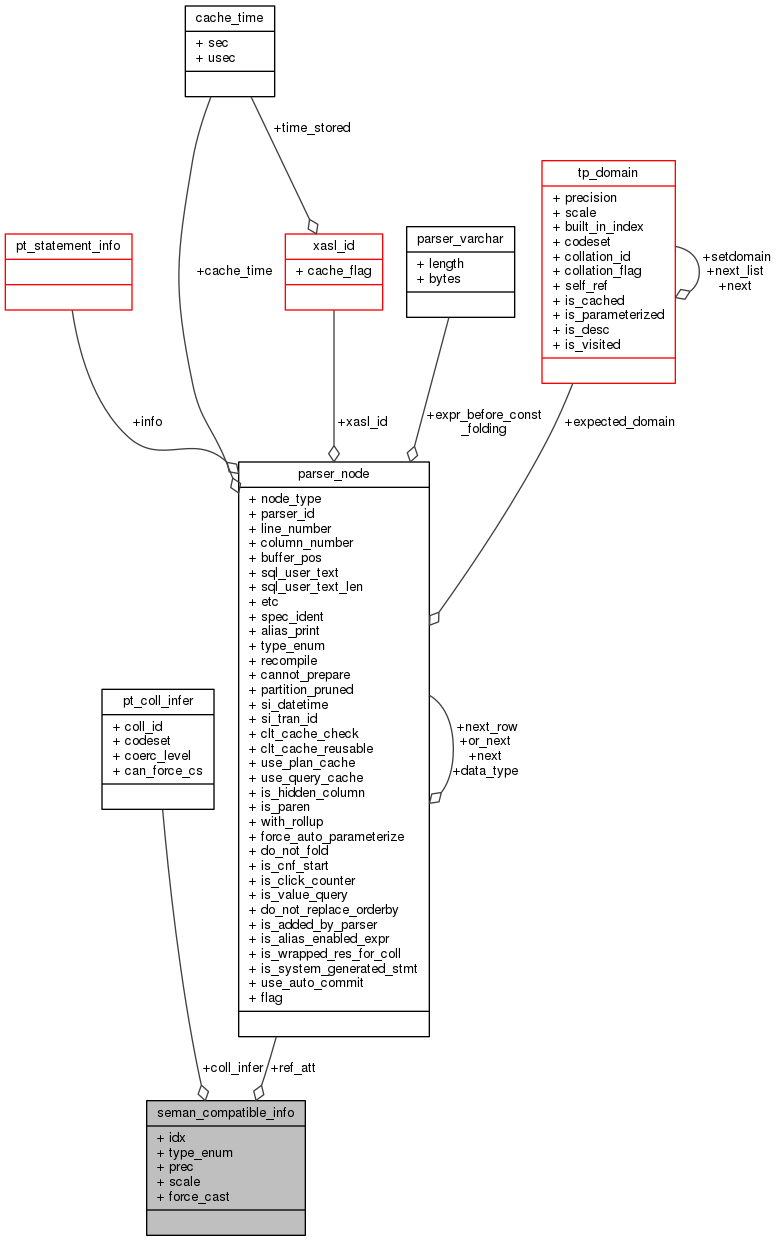 cache_time
+ sec
+ usec
+time_stored
tp_domain
+ precision
+ scale
+ built_in_index
+ codeset
+ collation_id
+ collation_flag
+ self_ref
+ is_cached
+ is_parameterized
+ is_desc
+ is_visited
+setdomain
+next_list
+next
pt_statement_info
xasl_id
+ cache_flag
parser_varchar
+ length
+ bytes
+cache_time
+info
+xasl_id
+expr_before_const
_folding
+expected_domain
parser_node
+ node_type
+ parser_id
+ line_number
+ column_number
+ buffer_pos
+ sql_user_text
+ sql_user_text_len
+ etc
+ spec_ident
+ alias_print
+ type_enum
+ recompile
+ cannot_prepare
+ partition_pruned
+ si_datetime
+ si_tran_id
+ clt_cache_check
+ clt_cache_reusable
+ use_plan_cache
+ use_query_cache
+ is_hidden_column
+ is_paren
+ with_rollup
+ force_auto_parameterize
+ do_not_fold
+ is_cnf_start
+ is_click_counter
+ is_value_query
+ do_not_replace_orderby
+ is_added_by_parser
+ is_alias_enabled_expr
+ is_wrapped_res_for_coll
+ is_system_generated_stmt
+ use_auto_commit
+ flag
+next_row
+or_next
+next
+data_type
pt_coll_infer
+ coll_id
+ codeset
+ coerc_level
+ can_force_cs
+coll_infer
+ref_att
seman_compatible_info
+ idx
+ type_enum
+ prec
+ scale
+ force_cast